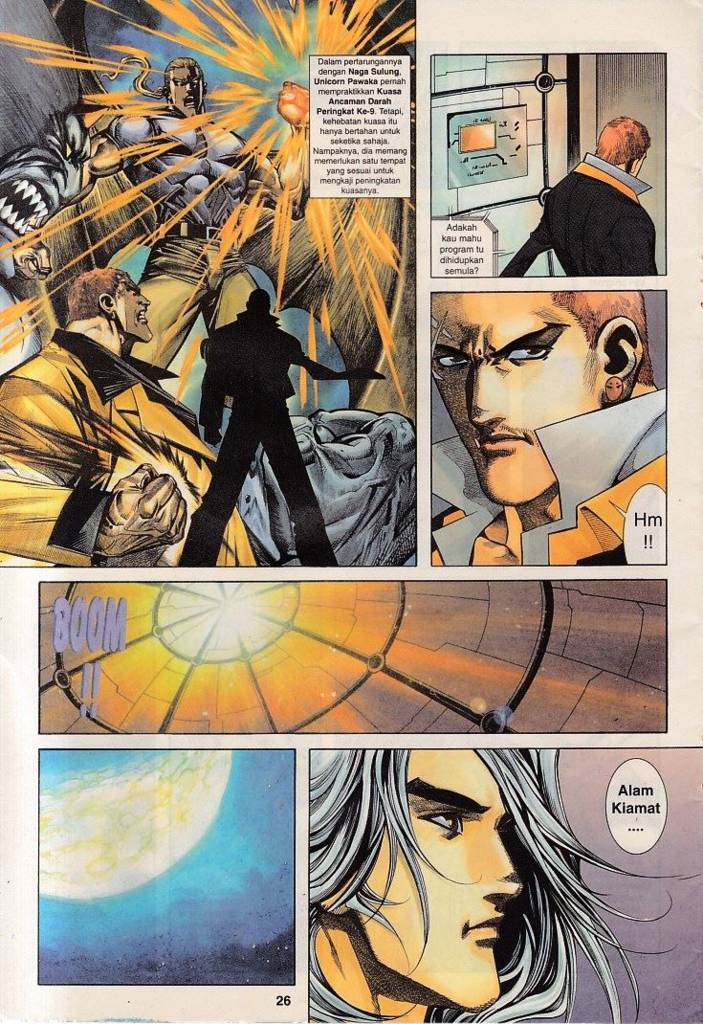 Dalam pertarungannya
dengan Naga Sulung,
Unicorn Pawaka pernah
mempraktikkan Kuasa
Ancaman Darah
Peringkat Ke-9. Tetapi,
kehebatan kuasa itu
hanya bertahan untuk
seketika sahaja.
Nampaknya, dia memang
memerlukan satu tempat
yang sesuai untuk
mengkaji peningkatan
kuasanya.
Adakah
kau mahu
program tu
dihidupkan
semula?
Hm
!!
BOOM
!!
Alam
Kiamat
....
26